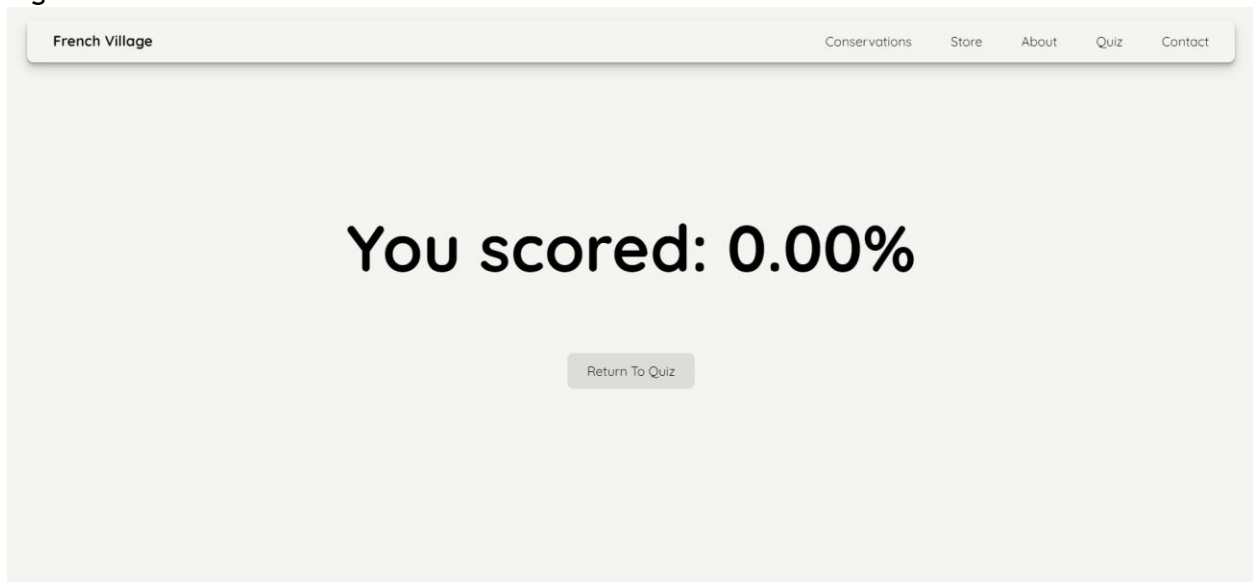 French Village
Conservations Store About Quiz Contact
You scored: 0.00%
Return To Quiz